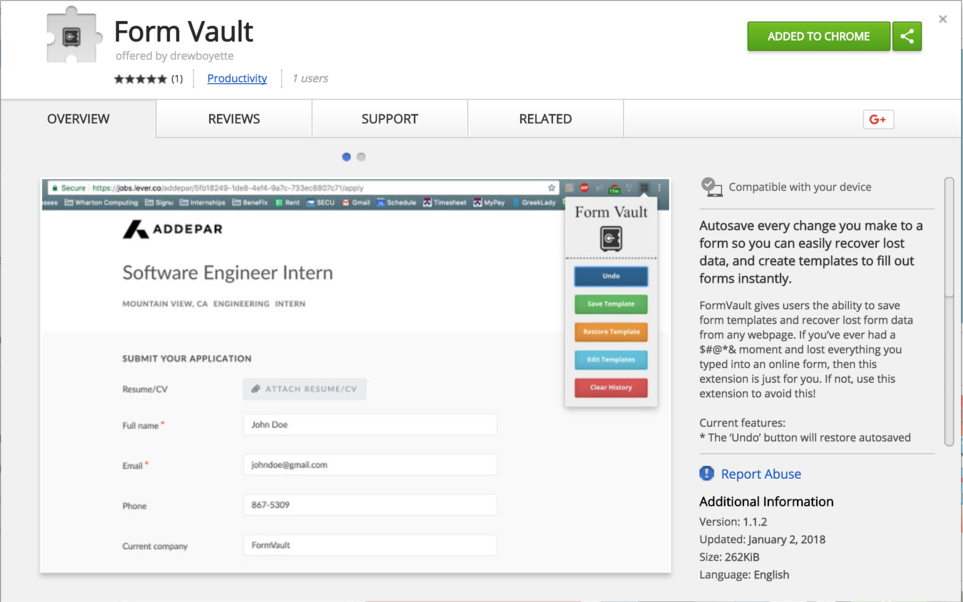 Form Vault
offered by drewboyette
★★★★★ (1) Productivity 1 users
ADDED TO CHROME
×
OVERVIEW REVIEWS SUPPORT RELATED
G+
Secure https://jobs.lever.co/addepar/5fb18249-1de8-4ef4-9a7c-733ec8807c71/apply
Wharton Computing Signu Internships BeneFix Rent SECU Gmail Schedule Timesheet MyPay GreekLady
ADDEPAR
Software Engineer Intern
MOUNTAIN VIEW, CA ENGINEERING INTERN
SUBMIT YOUR APPLICATION
Resume/CV ATTACH RESUME/CV
Full name * John Doe
Email * johndoe@gmail.com
Phone 867-5309
Current company FormVault
Form Vault
Undo
Save Template
Restore Template
Edit Templates
Clear History
Compatible with your device
Autosave every change you make to a
form so you can easily recover lost
data, and create templates to fill out
forms instantly.
FormVault gives users the ability to save
form templates and recover lost form data
from any webpage. If you've ever had a
$#@*& moment and lost everything you
typed into an online form, then this
extension is just for you. If not, use this
extension to avoid this!
Current features:
* The 'Undo' button will restore autosaved
Report Abuse
Additional Information
Version: 1.1.2
Updated: January 2, 2018
Size: 262KiB
Language: English